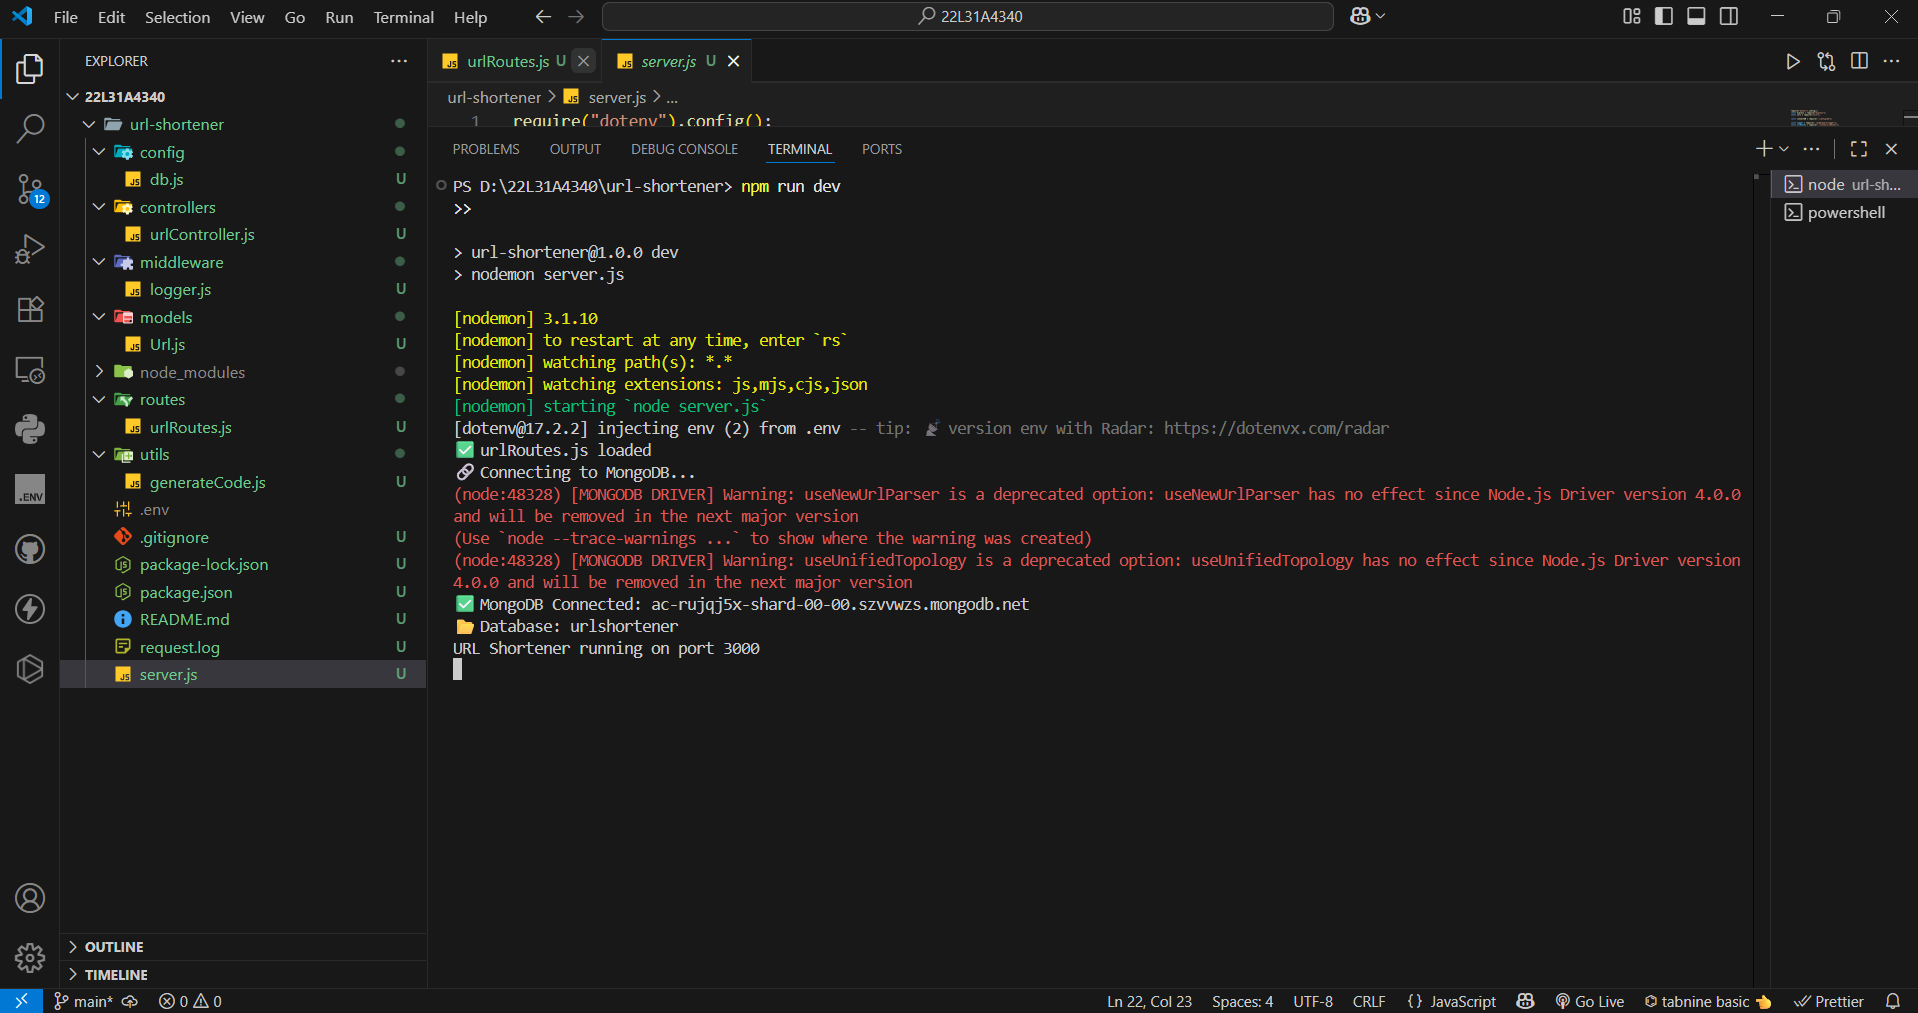 File Edit Selection View Go Run Terminal Help
22L31A4340
EXPLORER
22L31A4340
url-shortener
config
db.js U
controllers
urlController.js U
middleware
logger.js U
models
Url.js U
node_modules
routes
urlRoutes.js U
utils
generateCode.js U
.env
.gitignore U
package-lock.json U
package.json U
README.md U
request.log U
server.js U
OUTLINE
TIMELINE
12
.ENV
urlRoutes.js U
server.js U
url-shortener > server.js > ...
1 require("dotenv").config();
PROBLEMS OUTPUT DEBUG CONSOLE TERMINAL PORTS
PS D:\22L31A4340\url-shortener> npm run dev
>>
> url-shortener@1.0.0 dev
> nodemon server.js
[nodemon] 3.1.10
[nodemon] to restart at any time, enter `rs`
[nodemon] watching path(s): *.*
[nodemon] watching extensions: js,mjs,cjs,json
[nodemon] starting `node server.js`
[dotenv@17.2.2] injecting env (2) from .env -- tip: 📡 version env with Radar: https://dotenvx.com/radar
✅ urlRoutes.js loaded
🔗 Connecting to MongoDB...
(node:48328) [MONGODB DRIVER] Warning: useNewUrlParser is a deprecated option: useNewUrlParser has no effect since Node.js Driver version 4.0.0
and will be removed in the next major version
(Use `node --trace-warnings ...` to show where the warning was created)
(node:48328) [MONGODB DRIVER] Warning: useUnifiedTopology is a deprecated option: useUnifiedTopology has no effect since Node.js Driver version
4.0.0 and will be removed in the next major version
✅ MongoDB Connected: ac-rujqj5x-shard-00-00.szvvwzs.mongodb.net
📂 Database: urlshortener
URL Shortener running on port 3000
node url-sh...
powershell
main* 0 0
Ln 22, Col 23 Spaces: 4 UTF-8 CRLF {} JavaScript Go Live tabnine basic 👈 Prettier